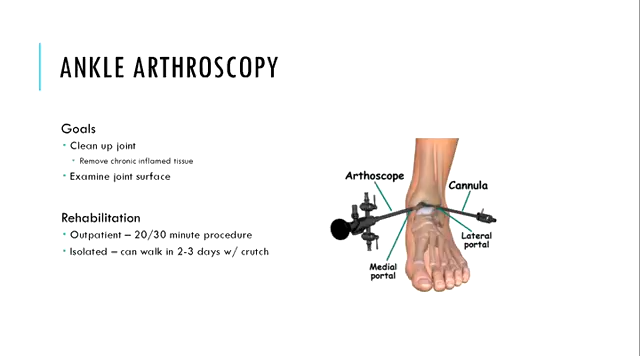 ANKLE ARTHROSCOPY
Goals
Clean up joint
Remove chronic inflamed tissue
Examine joint surface
Rehabilitation
Outpatient – 20/30 minute procedure
Isolated – can walk in 2-3 days w/ crutch
Arthoscope
Cannula
Lateral
portal
Medial
portal